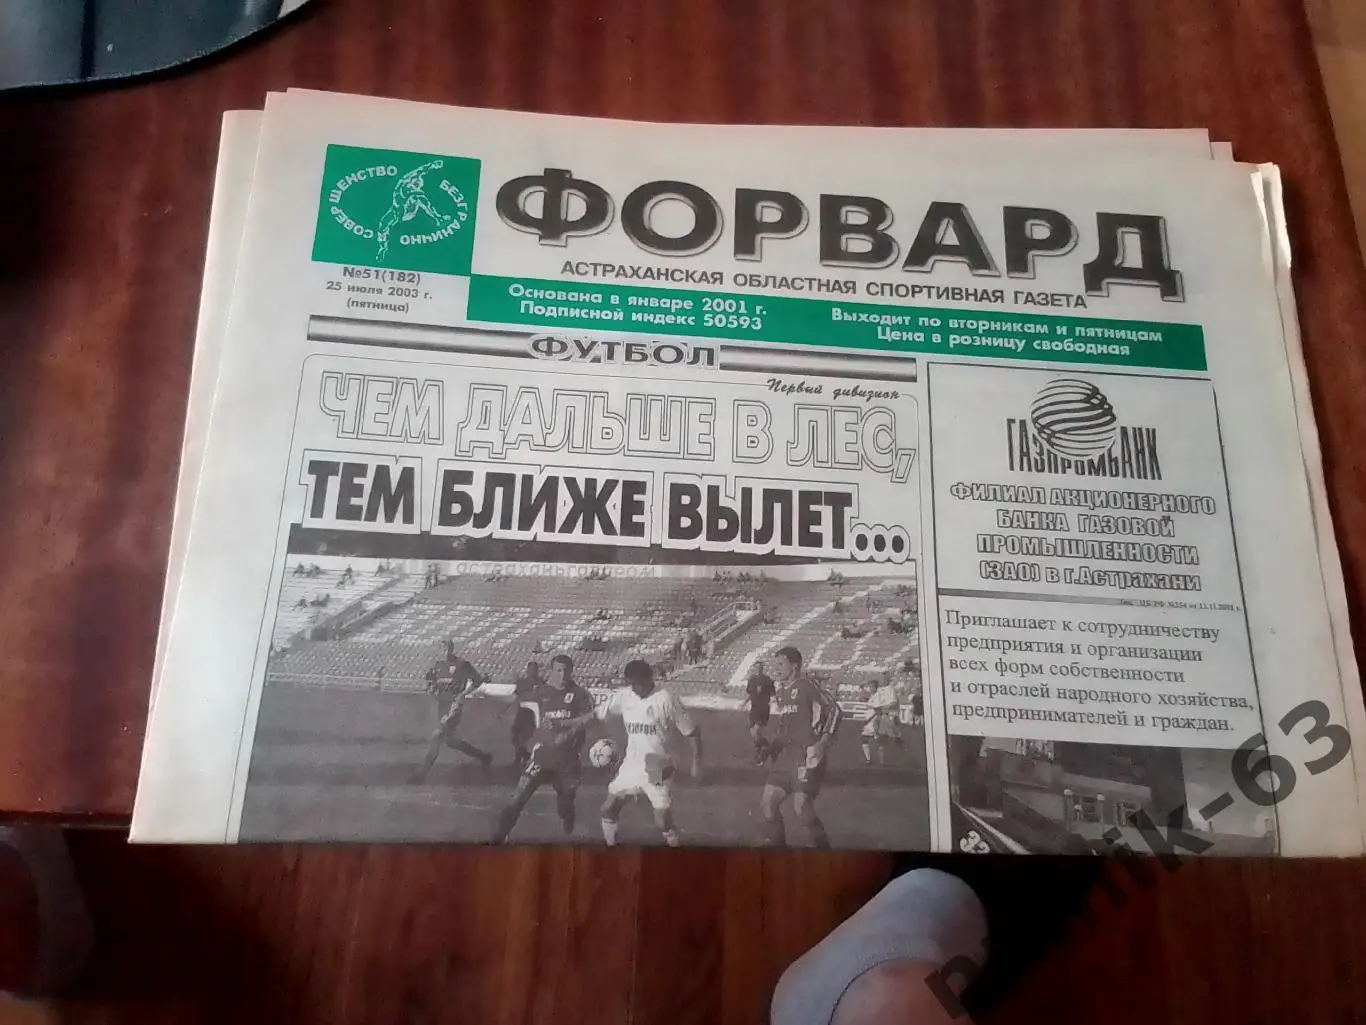 СОВЕРШЕНСТВО БЕЗГРАНИЧНО
ФОРВАРД
АСТРАХАНСКАЯ ОБЛАСТНАЯ СПОРТИВНАЯ ГАЗЕТА
№51(182)
25 июля 2003 г.
(пятница)
Основана в январе 2001 г.
Подписной индекс 50593
Выходит по вторникам и пятницам
Цена в розницу свободная
ФУТБОЛ
Первый дивизион
ЧЕМ ДАЛЬШЕ В ЛЕС,
ТЕМ БЛИЖЕ ВЫЛЕТ...
астраханьгазпром
ГАЗПРОМБАНК
ФИЛИАЛ АКЦИОНЕРНОГО
БАНКА ГАЗОВОЙ
ПРОМЫШЛЕННОСТИ
(ЗАО) в г.Астрахани
Приглашает к сотрудничеству
предприятия и организации
всех форм собственности
и отраслей народного хозяйства,
предпринимателей и граждан.